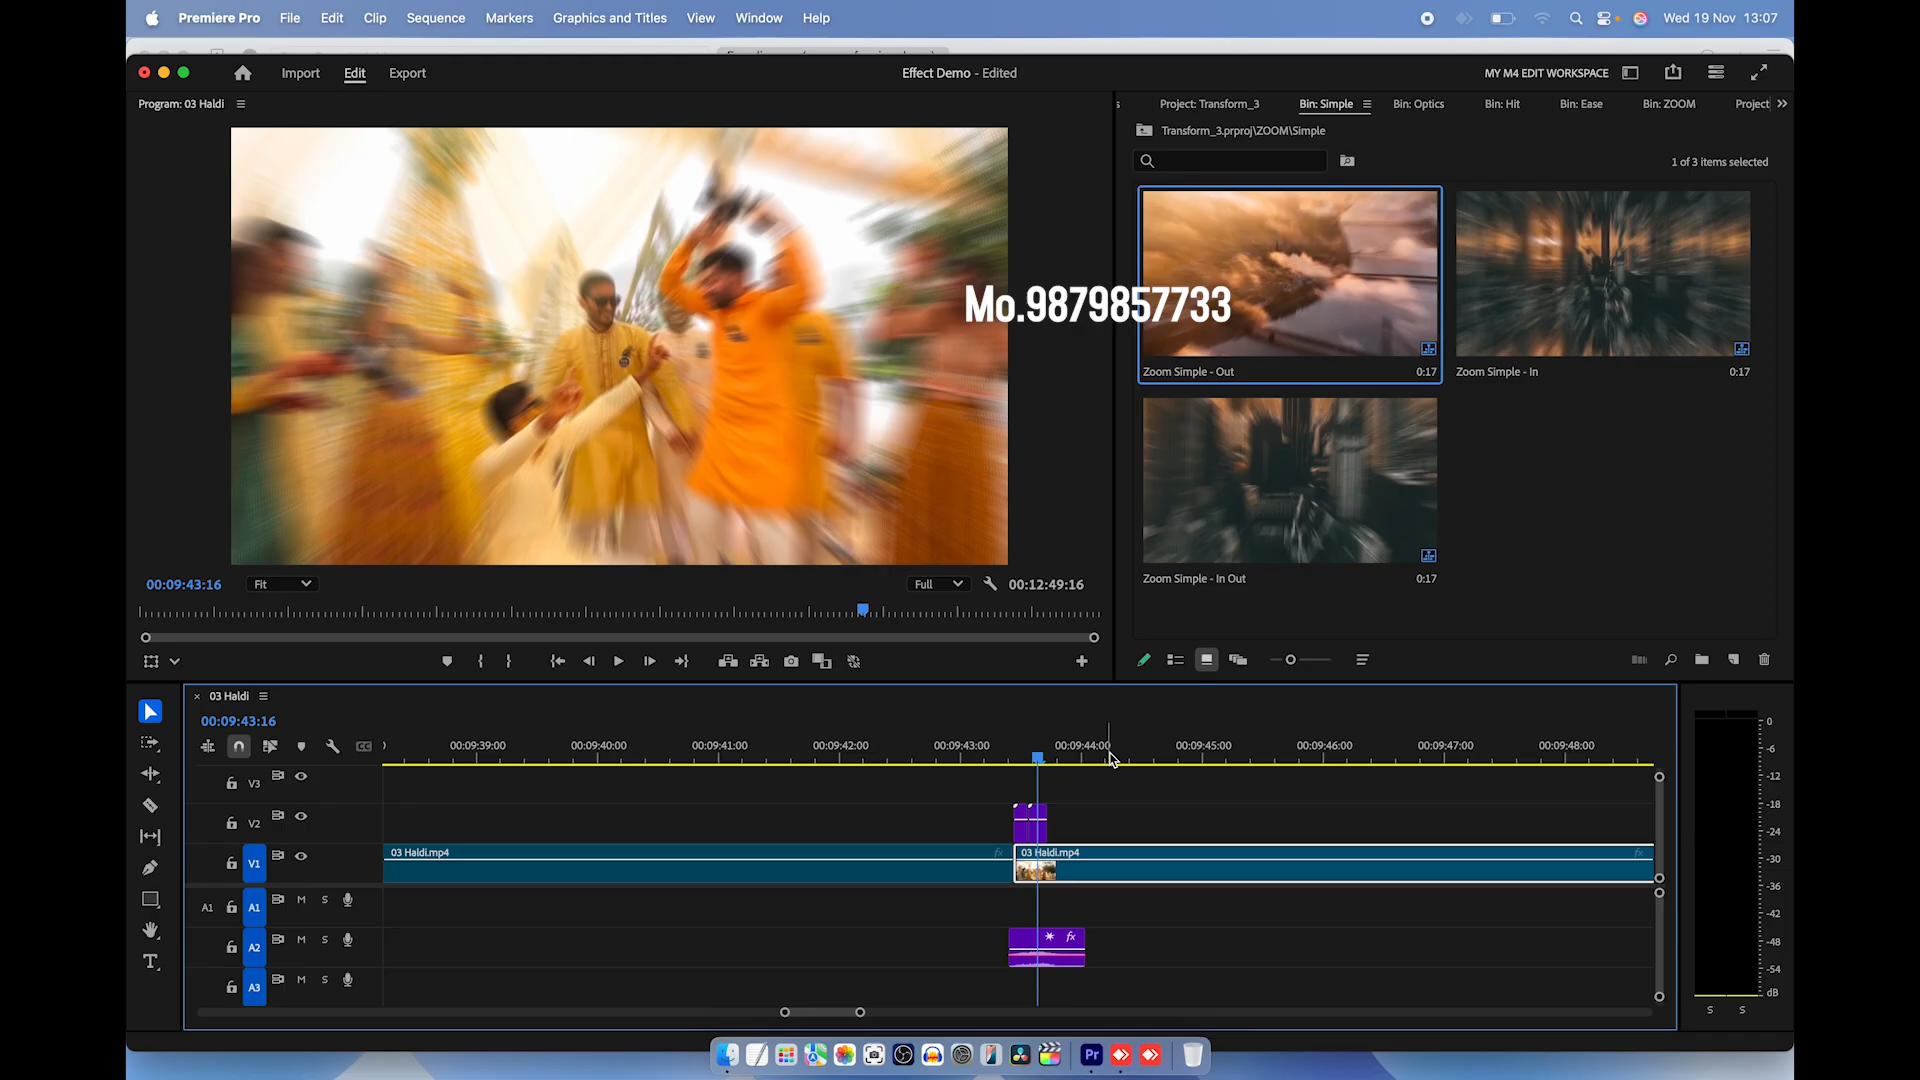 Premiere Pro File Edit Clip Sequence Markers Graphics and Titles View Window Help Wed 19 Nov 13:07
Import Edit Export Effect Demo - Edited MY M4 EDIT WORKSPACE
Program: 03 Haldi Project: Transform_3 Bin: Simple Bin: Optics Bin: Hit Bin: Ease Bin: ZOOM Project
Transform_3.prproj\ZOOM\Simple
1 of 3 items selected
Mo.9879857733
Zoom Simple - Out 0:17 Zoom Simple - In 0:17
Zoom Simple - In Out 0:17
00:09:43:16 Fit Full 00:12:49:16
03 Haldi
00:09:43:16
00:09:39:00 00:09:40:00 00:09:41:00 00:09:42:00 00:09:43:00 00:09:44:00 00:09:45:00 00:09:46:00 00:09:47:00 00:09:48:00
V3
V2
V1 03 Haldi.mp4 fx 03 Haldi.mp4 fx
A1 A1 M S
A2 M S fx
A3 M S
0
-6
-12
-18
-24
-30
-36
-42
-48
-54
dB
S S
Pr